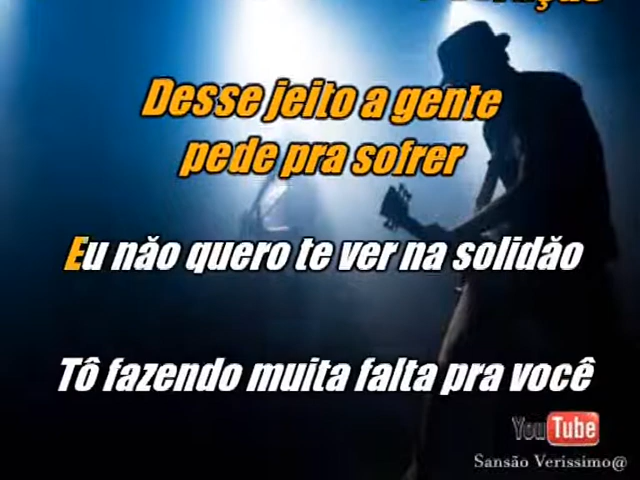 Desse jeito a gente
pede pra sofrer
Eu não quero te ver na solidão
Tô fazendo muita falta pra você
YouTube
Sansão Verissimo@